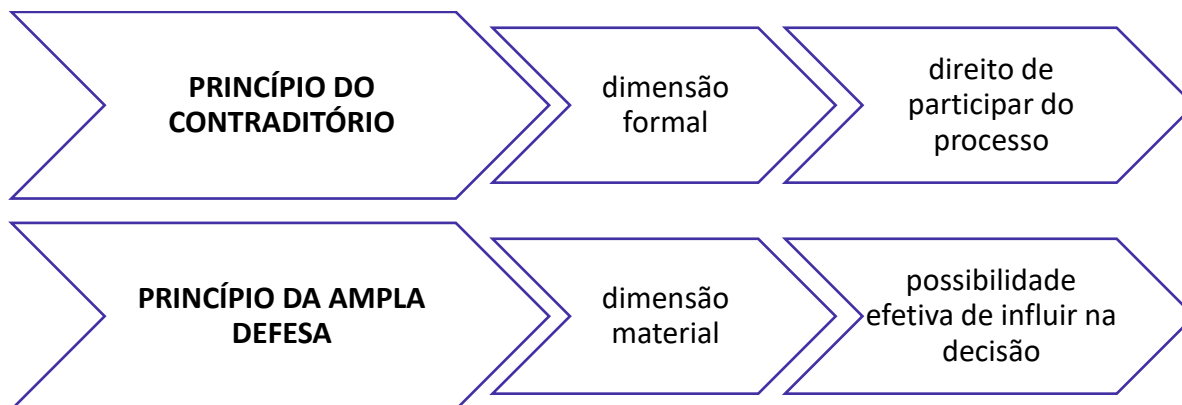 PRINCÍPIO DO
CONTRADITÓRIO
dimensão
formal
direito de
participar do
processo
PRINCÍPIO DA AMPLA
DEFESA
dimensão
material
possibilidade
efetiva de influir na
decisão